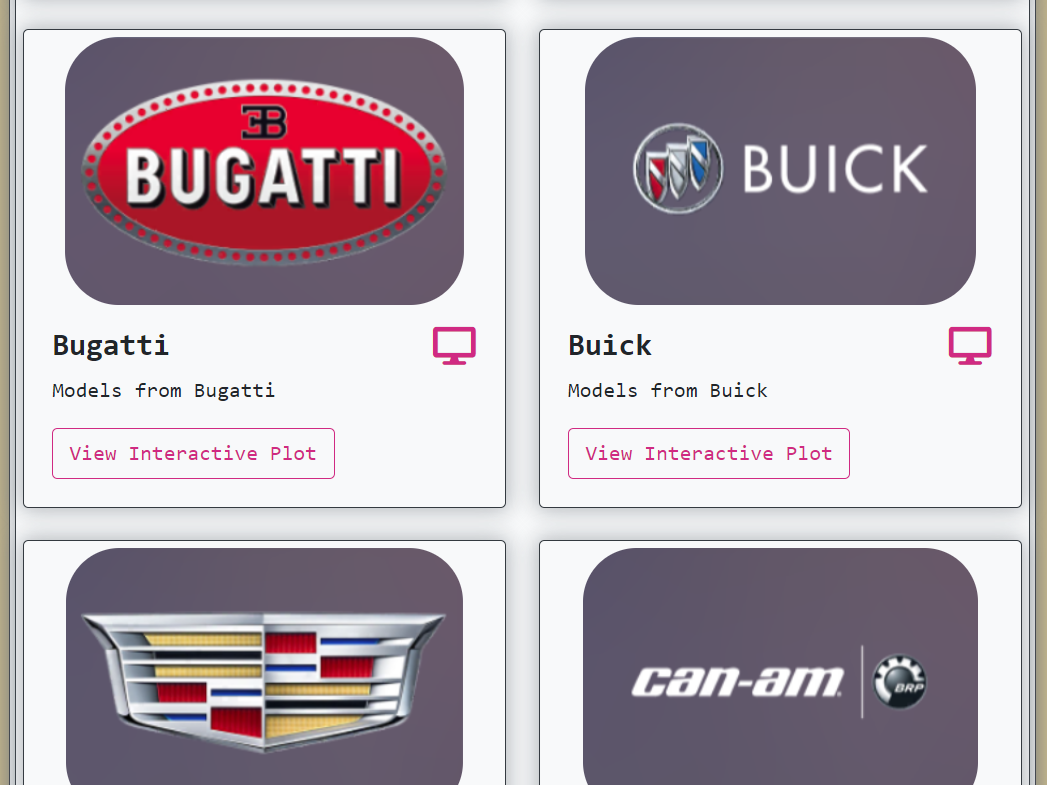 EB
BUGATTI
BUICK
Bugatti
Buick
Models from Bugatti
Models from Buick
View Interactive Plot
View Interactive Plot
can-am
BRP